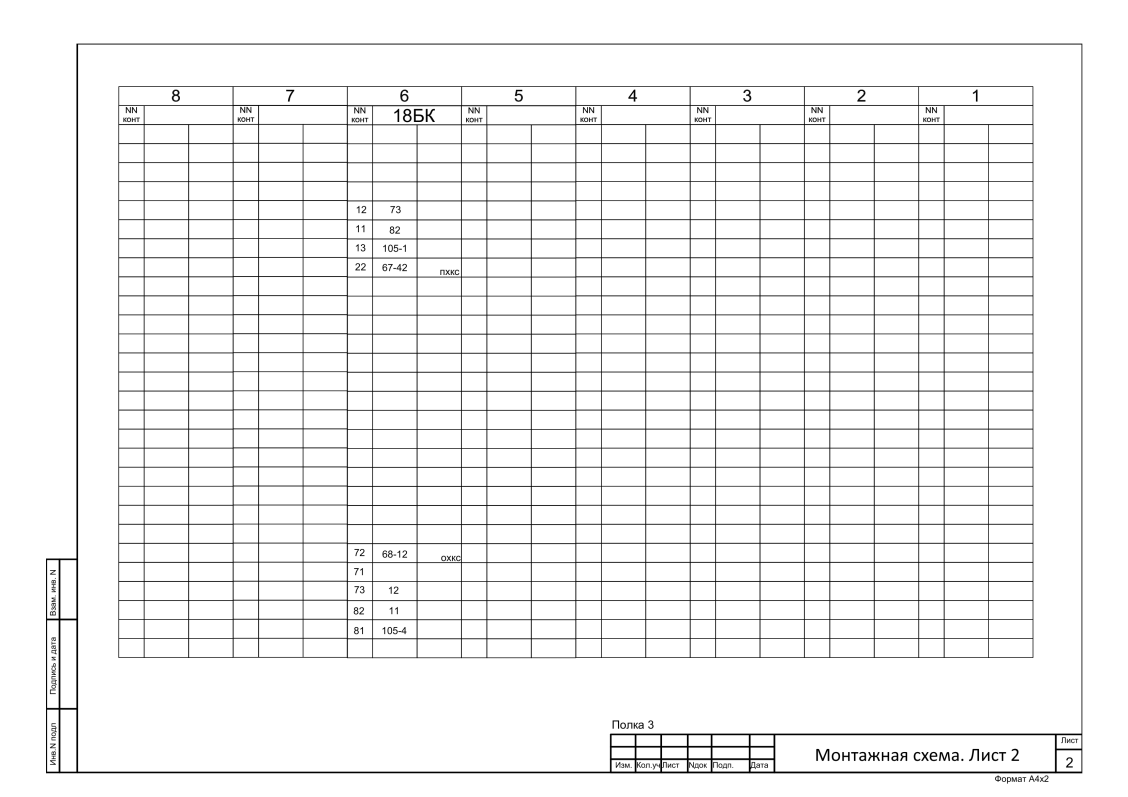 8 7 6 5 4 3 2 1
NN конт NN конт NN конт 18БК NN конт NN конт NN конт NN конт NN конт
12 73
11 82
13 105-1
22 67-42 пхкс
72 68-12 охкс
71
73 12
82 11
81 105-4
Взам. инв. N
Подпись и дата
Инв.N подл
Полка 3
Изм. Кол.уч Лист Nдок Подп. Дата
Монтажная схема. Лист 2
Лист
2
Формат А4х2